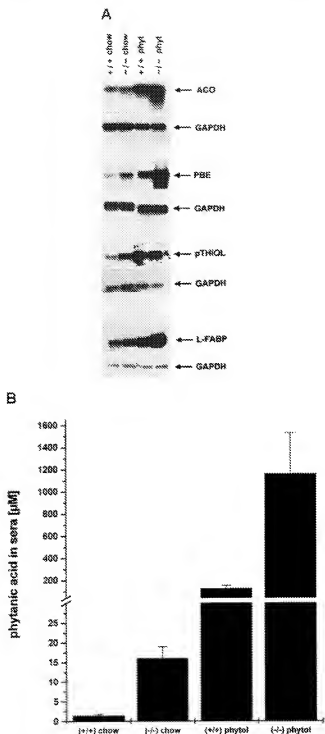 A
+/+ chow
-/- chow
+/+ phyt
-/- phyt
ACO
GAPDH
PBE
GAPDH
pTHIOL
GAPDH
L-FABP
GAPDH
B
phytanic acid in sera [µM]
1600
1400
1200
1000
800
600
400
200
25
20
15
10
5
0
(+/+) chow
(-/-) chow
(+/+) phytol
(-/-) phytol